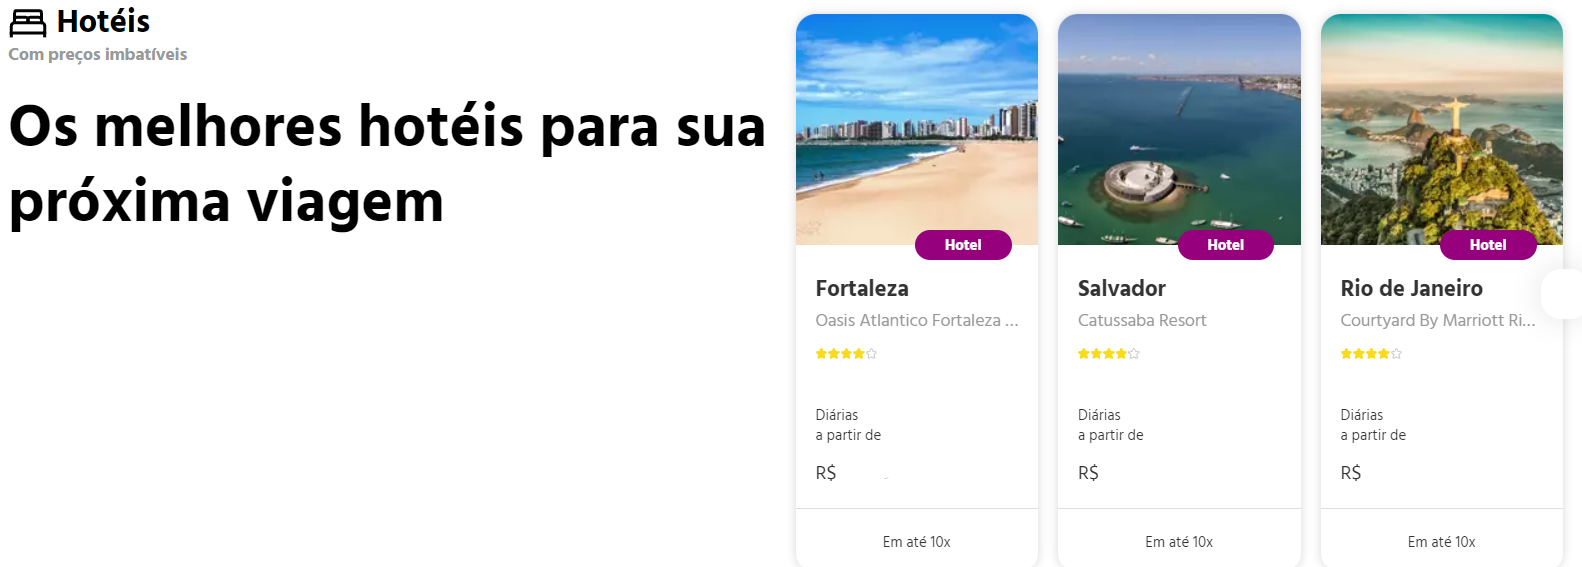 Hotéis
Com preços imbatíveis
Os melhores hotéis para sua
próxima viagem
Hotel
Fortaleza
Oasis Atlantico Fortaleza ...
Diárias
a partir de
R$
Em até 10x
Hotel
Salvador
Catussaba Resort
Diárias
a partir de
R$
Em até 10x
Hotel
Rio de Janeiro
Courtyard By Marriott Ri...
Diárias
a partir de
R$
Em até 10x